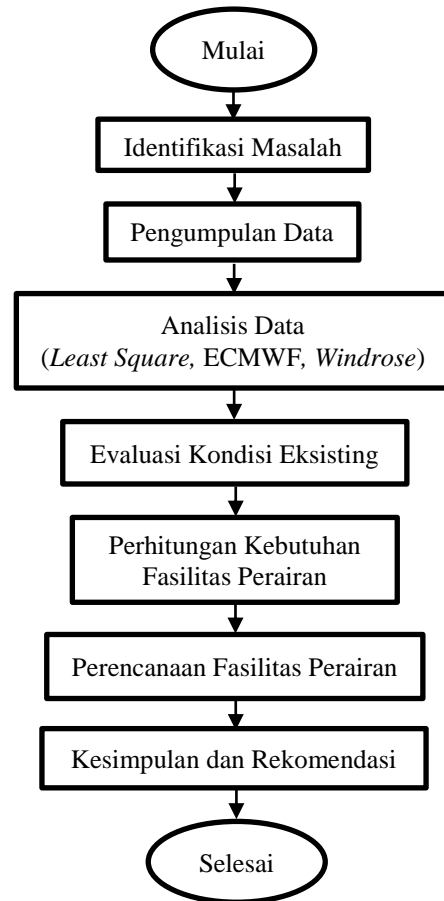 Mulai
Identifikasi Masalah
Pengumpulan Data
Analisis Data
(Least Square, ECMWF, Windrose)
Evaluasi Kondisi Eksisting
Perhitungan Kebutuhan
Fasilitas Perairan
Perencanaan Fasilitas Perairan
Kesimpulan dan Rekomendasi
Selesai